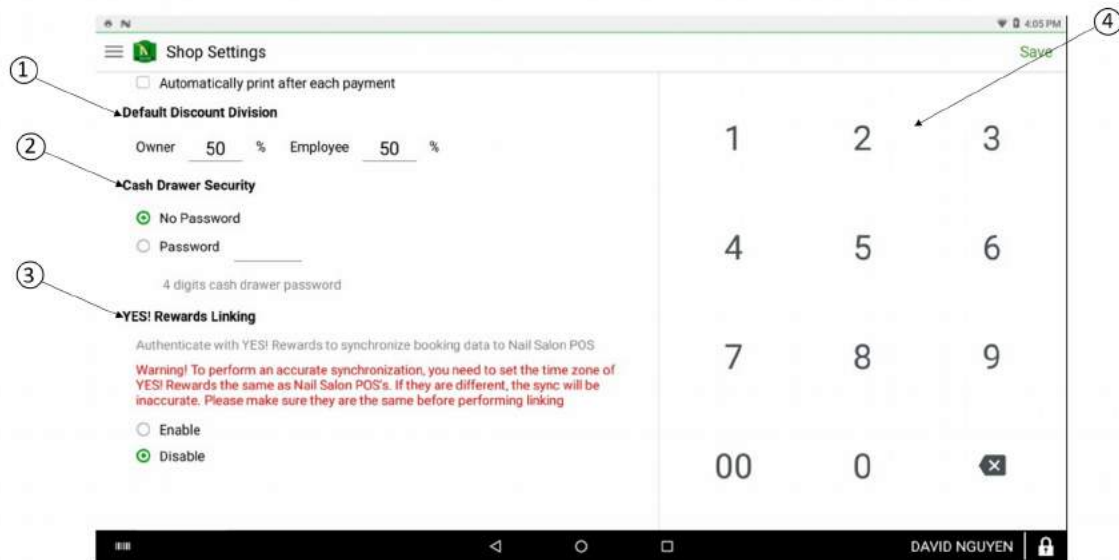 4
4:05 PM
Shop Settings
Save
1
Automatically print after each payment
Default Discount Division
Owner 50 % Employee 50 %
1 2 3
2
Cash Drawer Security
No Password
Password
4 5 6
3
4 digits cash drawer password
YES! Rewards Linking
Authenticate with YES! Rewards to synchronize booking data to Nail Salon POS
Warning! To perform an accurate synchronization, you need to set the time zone of
YES! Rewards the same as Nail Salon POS's. If they are different, the sync will be
inaccurate. Please make sure they are the same before performing linking
7 8 9
Enable
Disable
00 0
DAVID NGUYEN